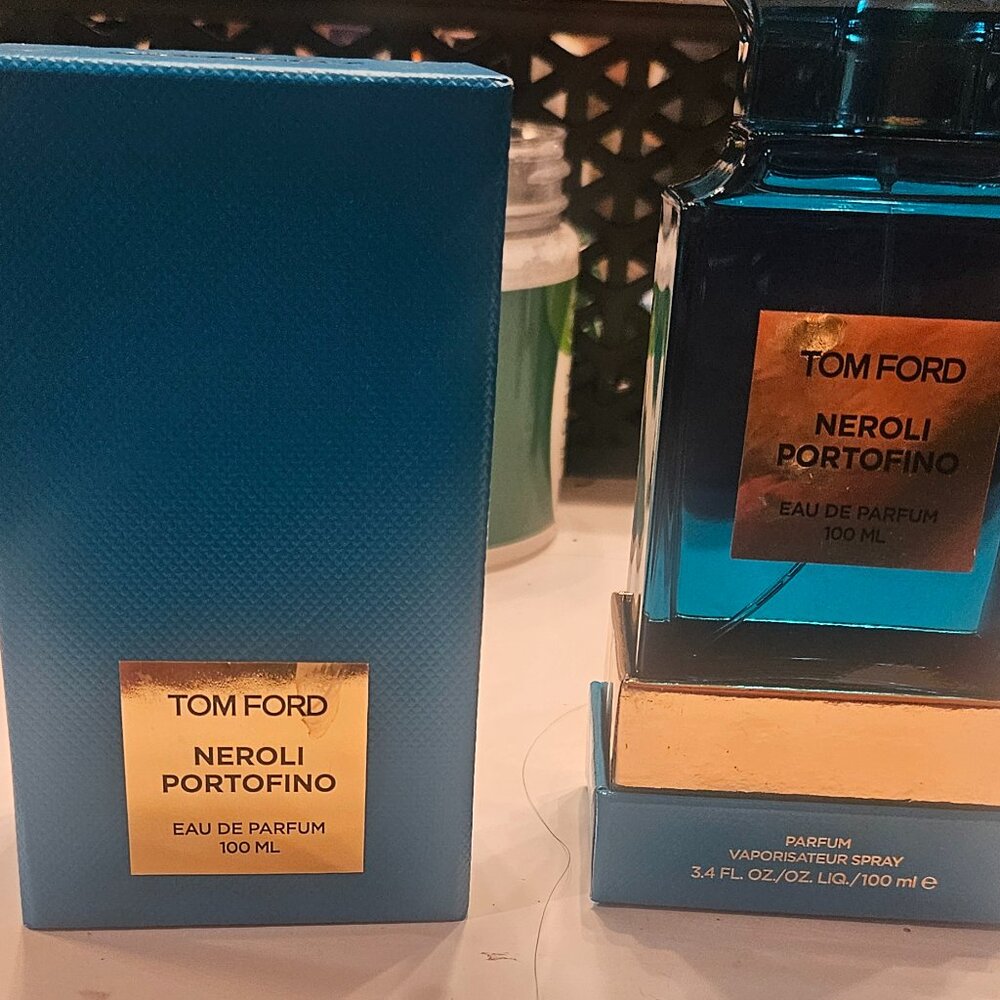 TOM FORD
NEROLI
PORTOFINO
EAU DE PARFUM
100 ML
TOM FORD
NEROLI
PORTOFINO
EAU DE PARFUM
100 ML
PARFUM
VAPORISATEUR SPRAY
3.4 FL. OZ./OZ. LIQ./100 ml ℮